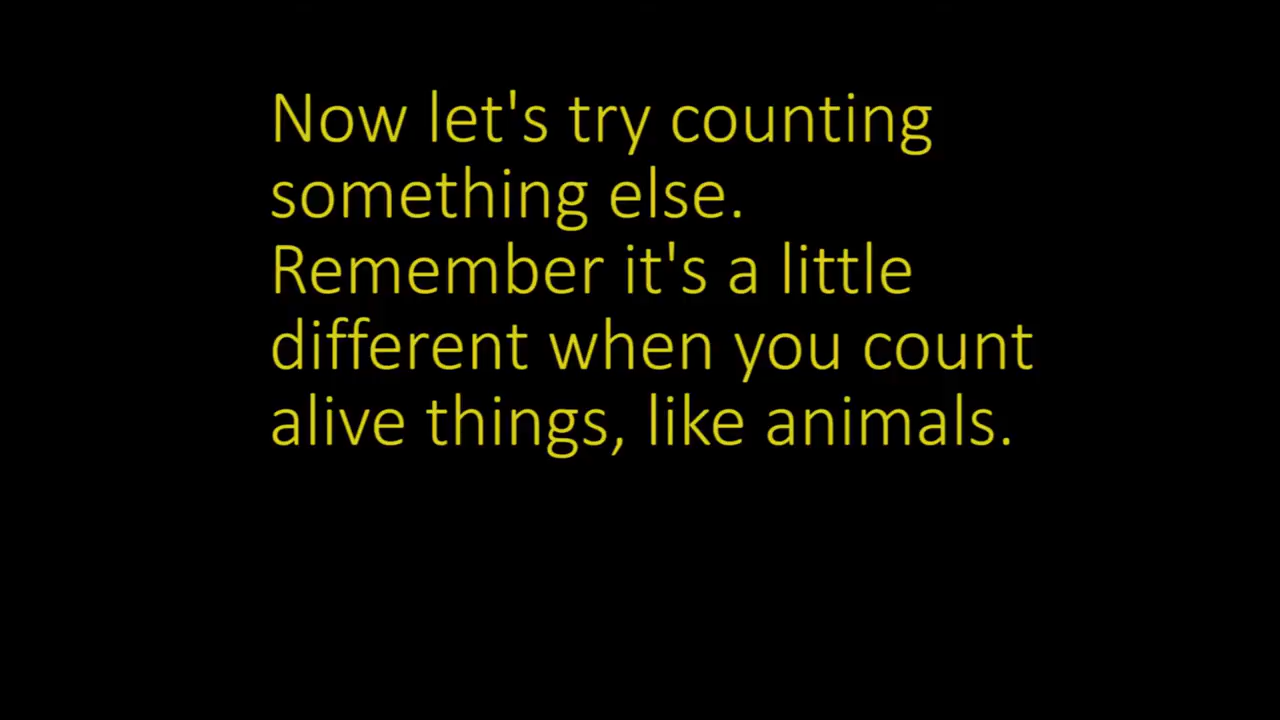 Now let's try counting
something else.
Remember it's a little
different when you count
alive things, like animals.